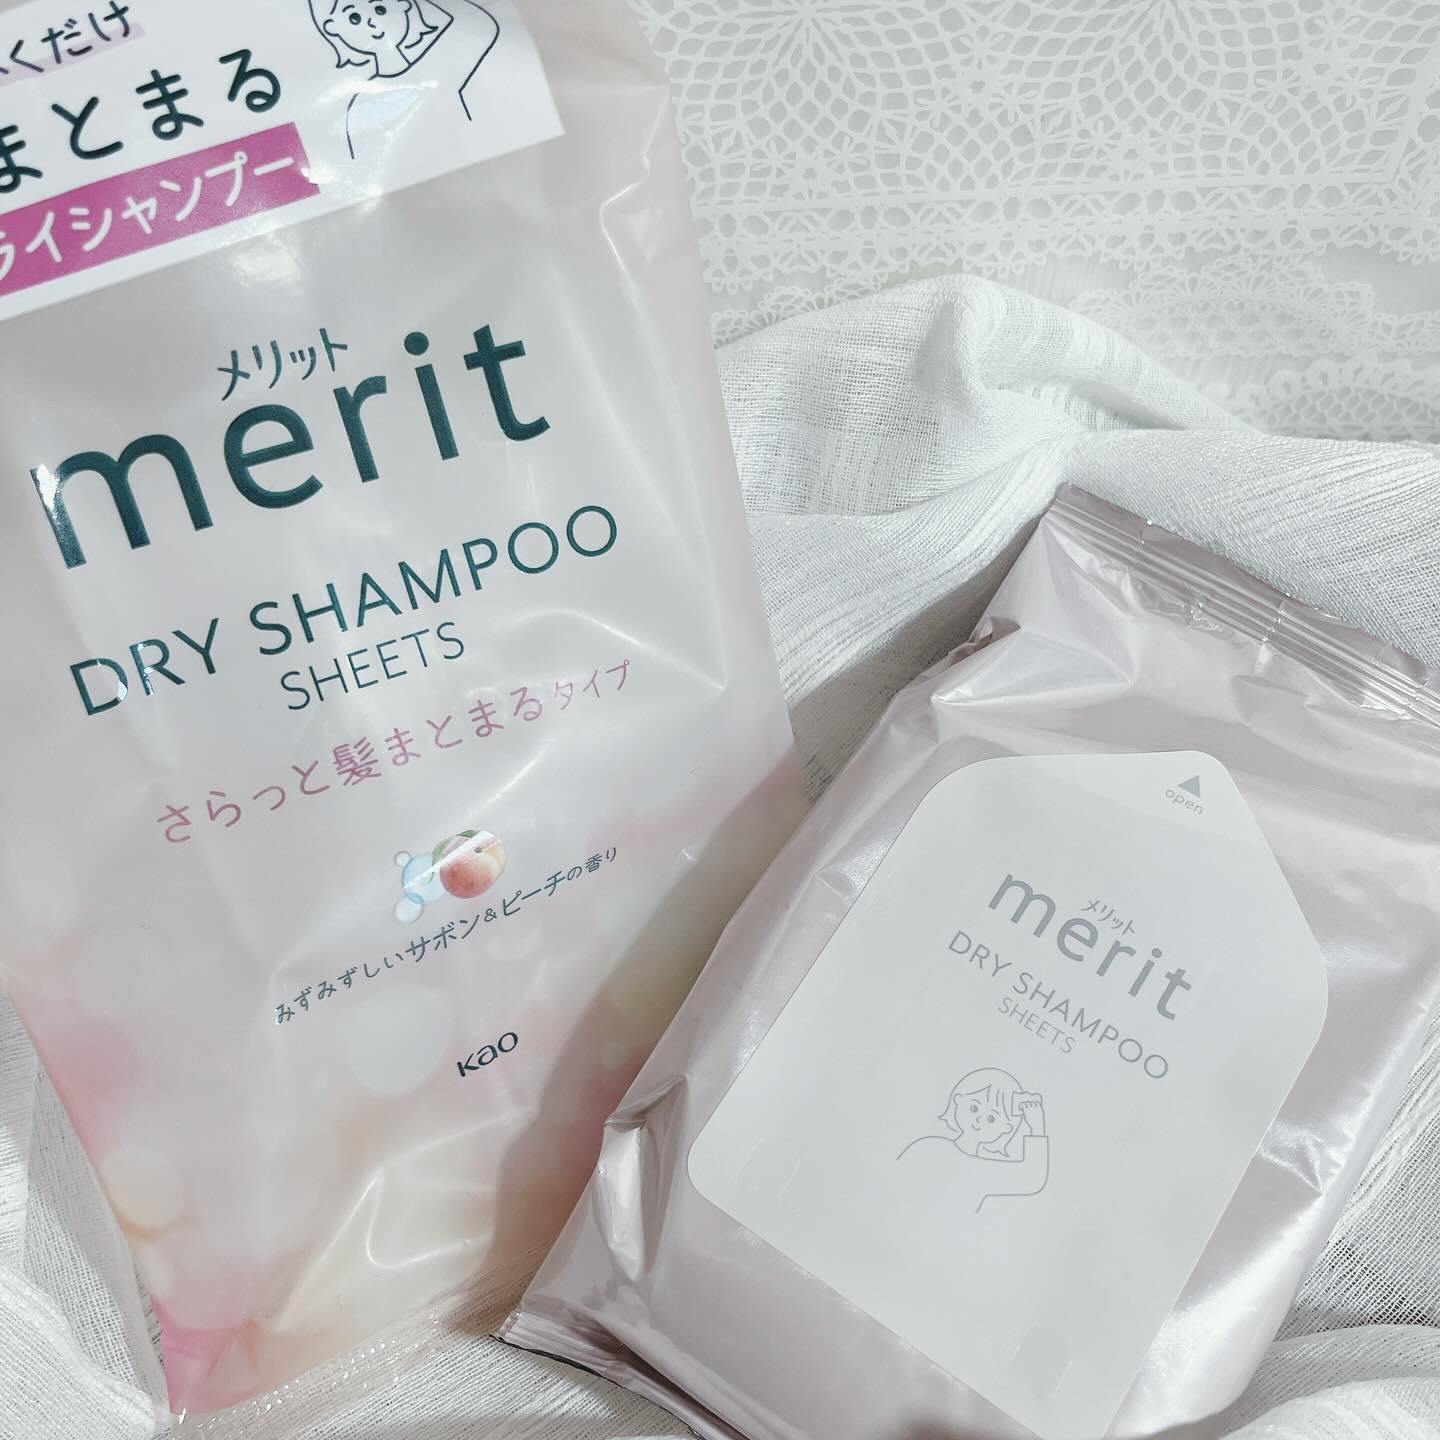 くだけ
まとまる
ライシャンプー
メリット
merit
DRY SHAMPOO
SHEETS
さらっと髪まとまるタイプ
みずみずしいサボン&ピーチの香り
Kao
open
メリット
merit
DRY SHAMPOO
SHEETS